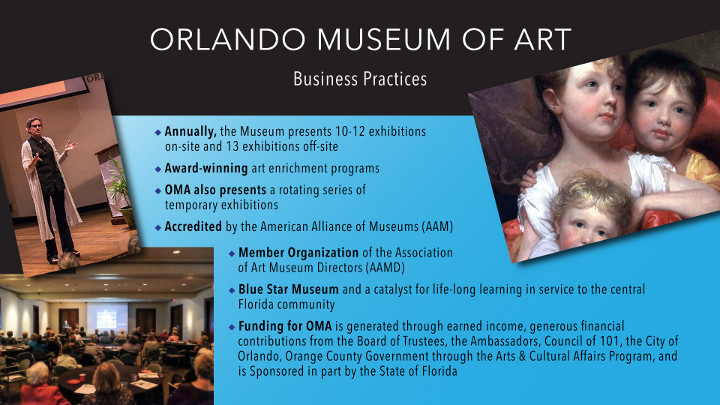 ORLANDO MUSEUM OF ART
Business Practices
◆ Annually, the Museum presents 10-12 exhibitions
on-site and 13 exhibitions off-site
◆ Award-winning art enrichment programs
◆ OMA also presents a rotating series of
temporary exhibitions
◆ Accredited by the American Alliance of Museums (AAM)
◆ Member Organization of the Association
of Art Museum Directors (AAMD)
◆ Blue Star Museum and a catalyst for life-long learning in service to the central
Florida community
◆ Funding for OMA is generated through earned income, generous financial
contributions from the Board of Trustees, the Ambassadors, Council of 101, the City of
Orlando, Orange County Government through the Arts & Cultural Affairs Program, and
is Sponsored in part by the State of Florida